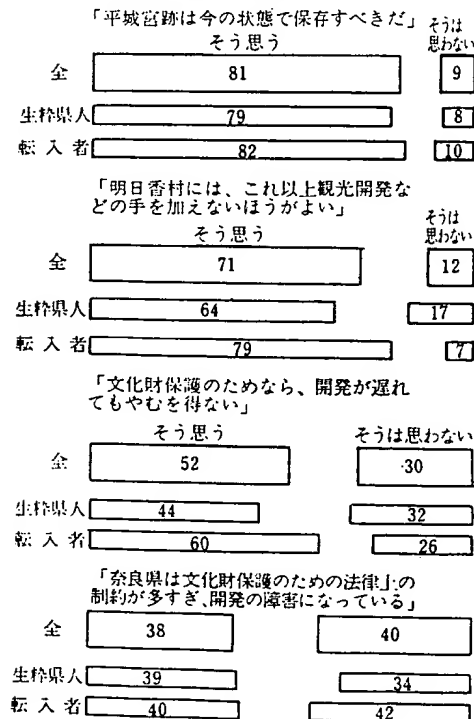 「平城宮跡は今の状態で保存すべきだ」
そう思う そうは思わない
全 81 9
生粋県人 79 8
転入者 82 10
「明日香村には、これ以上観光開発な
どの手を加えないほうがよい」
そう思う そうは思わない
全 71 12
生粋県人 64 17
転入者 79 7
「文化財保護のためなら、開発が遅れ
てもやむを得ない」
そう思う そうは思わない
全 52 30
生粋県人 44 32
転入者 60 26
「奈良県は文化財保護のための法律上の
制約が多すぎ、開発の障害になっている」
全 38 40
生粋県人 39 34
転入者 40 42